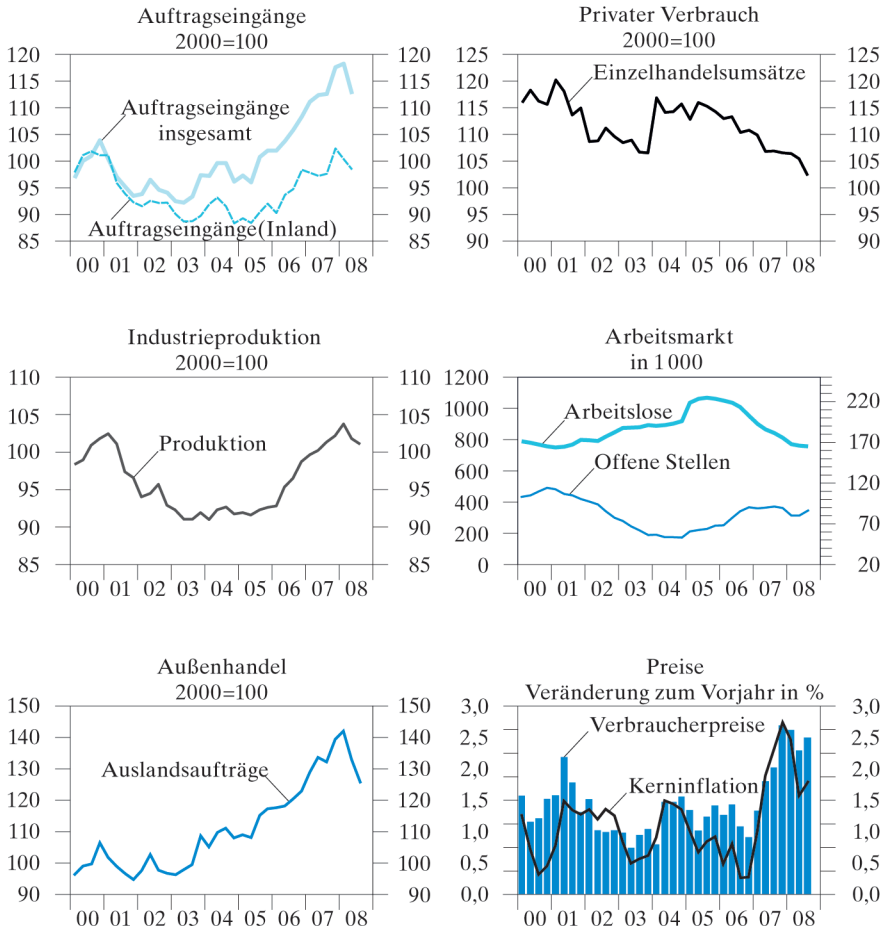 Auftragseingänge
2000=100
120 120
115 115
110 110
105 105
100 100
95 95
90 90
85 85
Auftragseingänge
insgesamt
Auftragseingänge(Inland)
00 01 02 03 04 05 06 07 08
Privater Verbrauch
2000=100
125 125
120 120
115 115
110 110
105 105
100 100
95 95
90 90
Einzelhandelsumsätze
00 01 02 03 04 05 06 07 08
Industrieproduktion
2000=100
110 110
105 105
100 100
95 95
90 90
85 85
Produktion
00 01 02 03 04 05 06 07 08
Arbeitsmarkt
in 1 000
1200
1000
800
600
400
200
0
220
170
120
70
20
Arbeitslose
Offene Stellen
00 01 02 03 04 05 06 07 08
Außenhandel
2000=100
150 150
140 140
130 130
120 120
110 110
100 100
90 90
Auslandsaufträge
00 01 02 03 04 05 06 07 08
Preise
Veränderung zum Vorjahr in %
3,0 3,0
2,5 2,5
2,0 2,0
1,5 1,5
1,0 1,0
0,5 0,5
0,0 0,0
Verbraucherpreise
Kerninflation
00 01 02 03 04 05 06 07 08